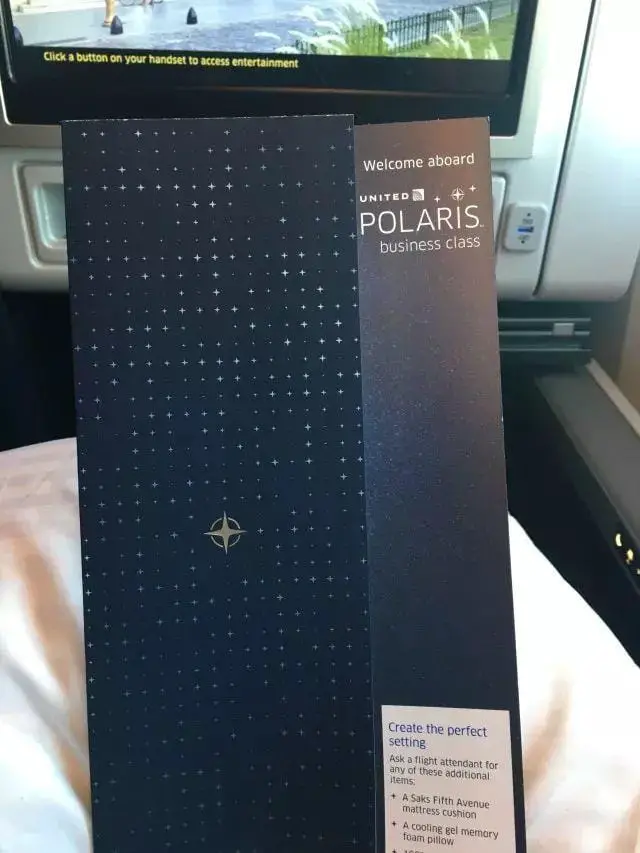 Click a button on your handset to access entertainment
Welcome aboard
UNITED
POLARIS
business class
Create the perfect
setting
Ask a flight attendant for
any of these additional
items:
+ A Saks Fifth Avenue
mattress cushion
+ A cooling gel memory
foam pillow
+